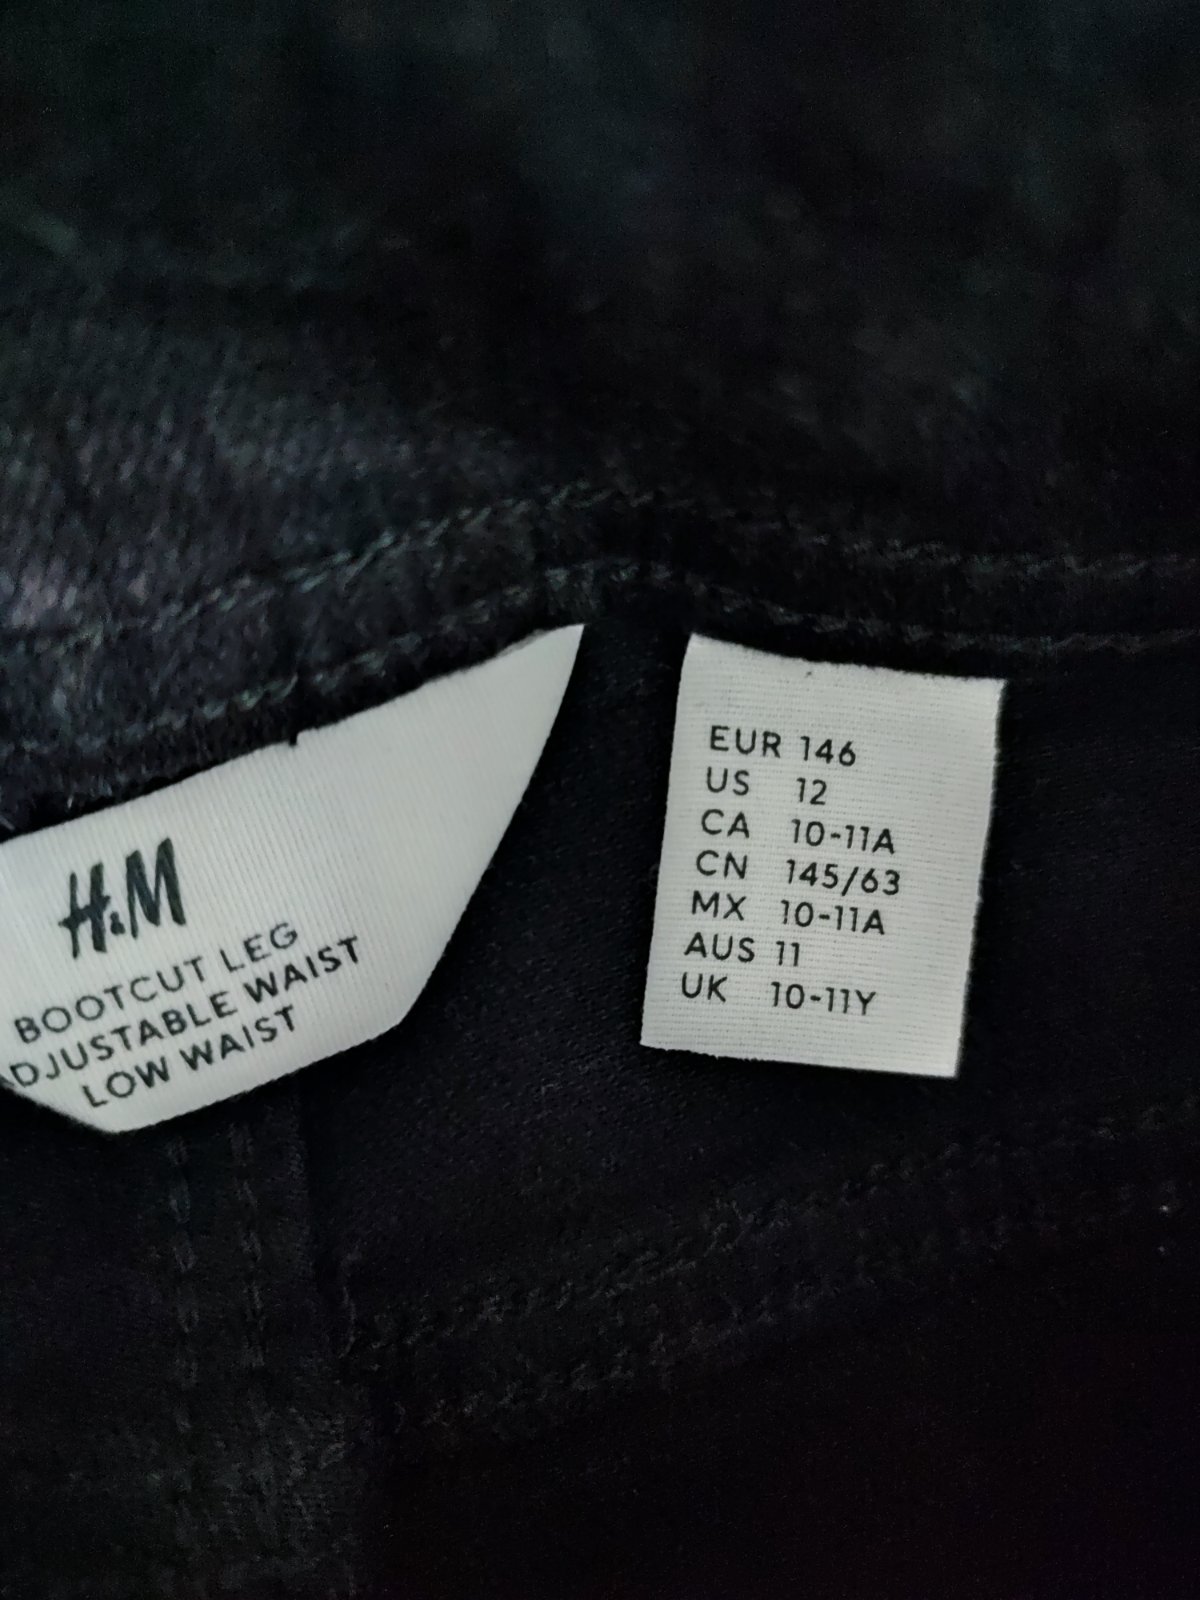 H&M
BOOTCUT LEG
DJUSTABLE WAIST
LOW WAIST
EUR 146
US 12
CA 10-11A
CN 145/63
MX 10-11A
AUS 11
UK 10-11Y